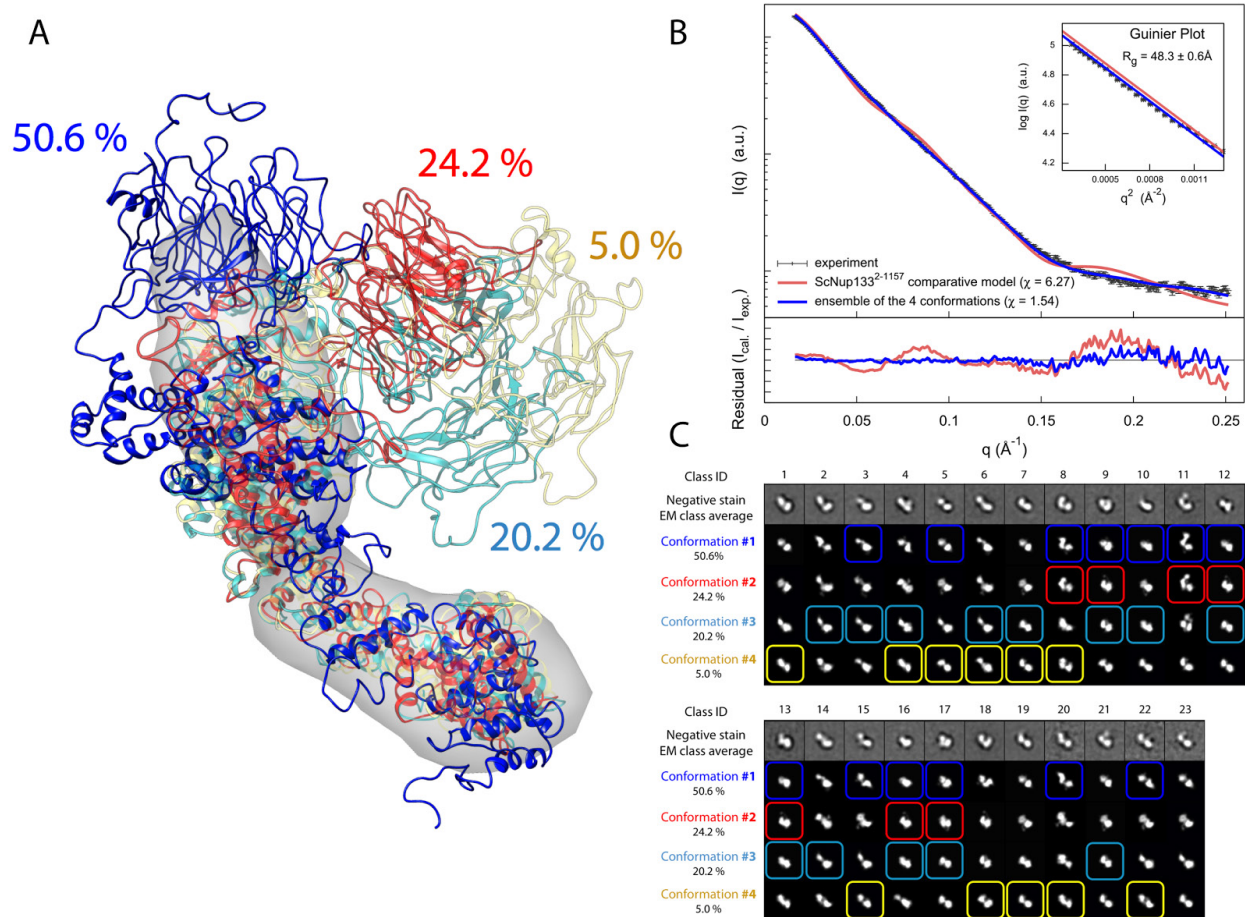 A
50.6 %
24.2 %
5.0 %
20.2 %
B
I(q) (a.u.)
Guinier Plot
Rg = 48.3 ± 0.6Å
log I(q) (a.u.)
5
4.8
4.6
4.4
4.2
0.0005 0.0008 0.0011
q² (Å⁻²)
experiment
ScNup133²⁻¹¹⁵⁷ comparative model (χ = 6.27)
ensemble of the 4 conformations (χ = 1.54)
Residual (Ical. / Iexp.)
0 0.05 0.1 0.15 0.2 0.25
q (Å⁻¹)
C
Class ID 1 2 3 4 5 6 7 8 9 10 11 12
Negative stain
EM class average
Conformation #1
50.6%
Conformation #2
24.2 %
Conformation #3
20.2 %
Conformation #4
5.0 %
Class ID 13 14 15 16 17 18 19 20 21 22 23
Negative stain
EM class average
Conformation #1
50.6%
Conformation #2
24.2 %
Conformation #3
20.2 %
Conformation #4
5.0 %